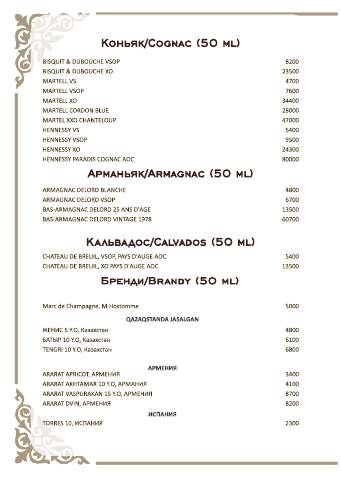 Коньяк/Cognac (50 ml)
BISQUIT & DUBOUCHE VSOP 8200
BISQUIT & DUBOUCHE XO 23500
MARTELL VS 4700
MARTELL VSOP 7600
MARTELL XO 34400
MARTELL CORDON BLUE 28000
MARTEL XXO CHANTELOUP 47000
HENNESSY VS 5400
HENNESSY VSOP 9500
HENNESSY XO 24300
HENNESSY PARADIS COGNAC AOC 80000
Арманьяк/Armagnac (50 ml)
ARMAGNAC DELORD BLANCHE 4800
ARMAGNAC DELORD VSOP 6700
BAS-ARMAGNAC DELORD 25 ANS D'AGE 13500
BAS-ARMAGNAC DELORD VINTAGE 1978 60700
Кальвадос/Calvados (50 ml)
CHATEAU DE BREUIL, VSOP, PAYS D'AUGE AOC 5400
CHATEAU DE BREUIL, XO PAYS D'AUGE AOC 13500
Бренди/Brandy (50 ml)
Marc de Champagne, M.Hostomme 5000
QAZAQSTANDA JASALGAN
ЖЕНИС 6 Y.O, Казахстан 4800
БАТЫР 10 Y.O, Казахстан 6100
TENGRI 10 Y.O, Казахстан 6800
АРМЕНИЯ
ARARAT APRICOT, АРМЕНИЯ 3400
ARARAT AKHTAMAR 10 Y.O, АРМАНИЯ 4100
ARARAT VASPURAKAN 15 Y.O, АРМЕНИЯ 8700
ARARAT DVIN, АРМЕНИЯ 8200
ИСПАНИЯ
TORRES 10, ИСПАНИЯ 2300